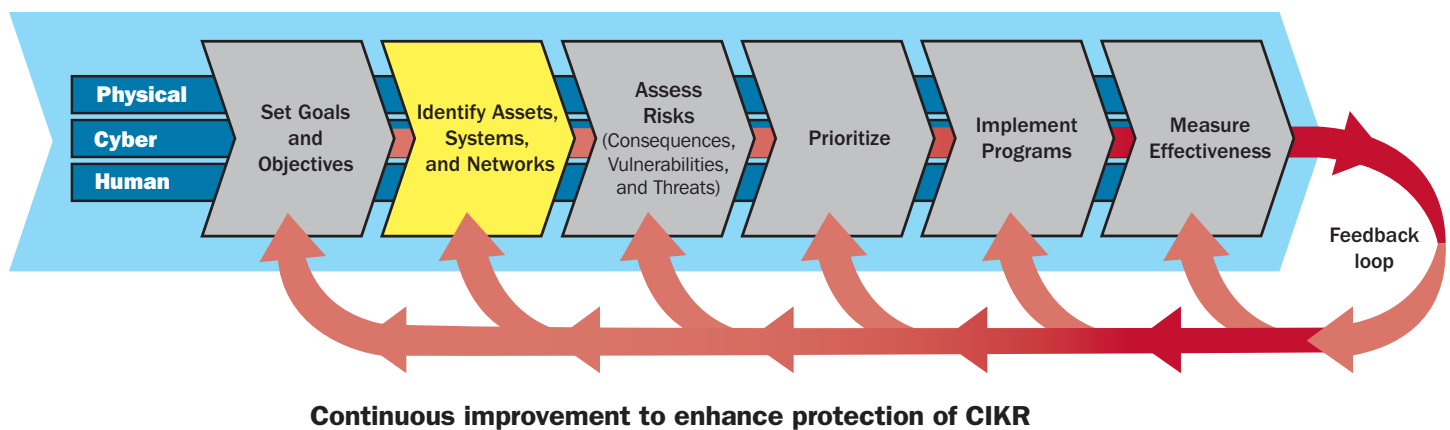 Physical
Cyber
Human
Set Goals
and
Objectives
Identify Assets,
Systems,
and Networks
Assess
Risks
(Consequences,
Vulnerabilities,
and Threats)
Prioritize
Implement
Programs
Measure
Effectiveness
Feedback
loop
Continuous improvement to enhance protection of CIKR